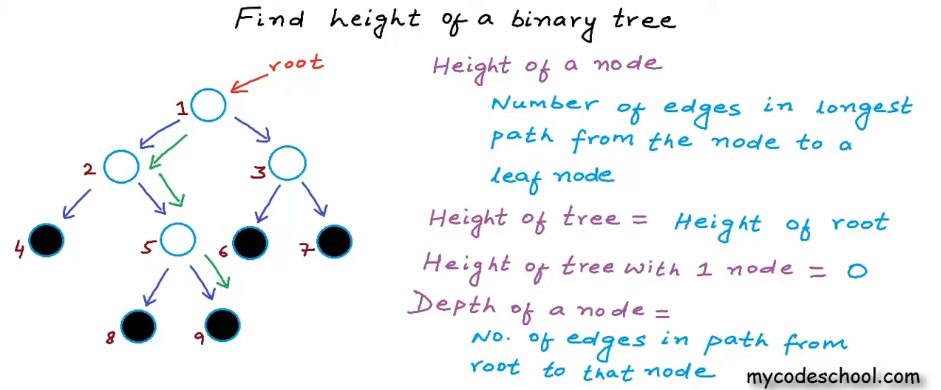 Find height of a binary tree
root
1
2
3
4
5
6
7
8
9
Height of a node
Number of edges in longest
path from the node to a
leaf node
Height of tree = Height of root
Height of tree with 1 node = 0
Depth of a node =
No. of edges in path from
root to that node
mycodeschool.com